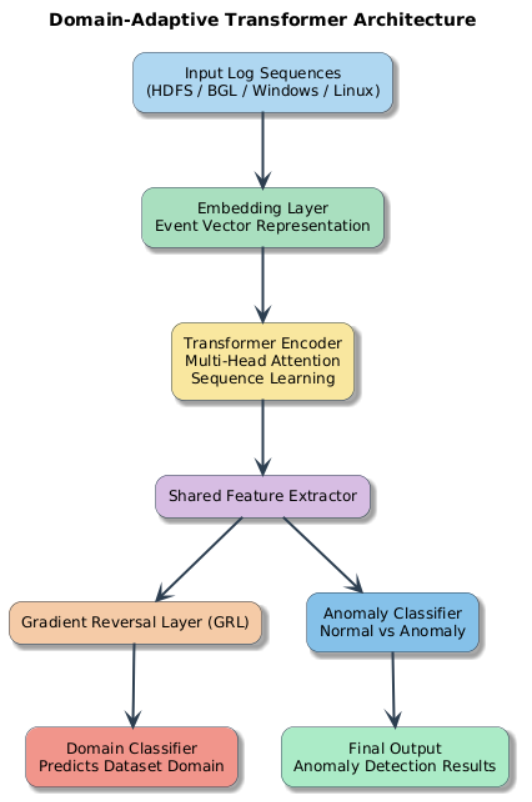 Domain-Adaptive Transformer Architecture
Input Log Sequences
(HDFS / BGL / Windows / Linux)
Embedding Layer
Event Vector Representation
Transformer Encoder
Multi-Head Attention
Sequence Learning
Shared Feature Extractor
Gradient Reversal Layer (GRL)
Anomaly Classifier
Normal vs Anomaly
Domain Classifier
Predicts Dataset Domain
Final Output
Anomaly Detection Results